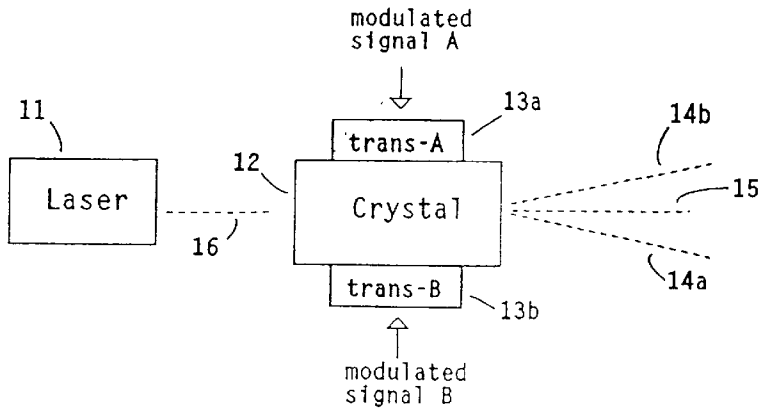 modulated
signal A
11
13a
trans-A
14b
12
15
Laser
Crystal
16
14a
trans-B
13b
modulated
signal B